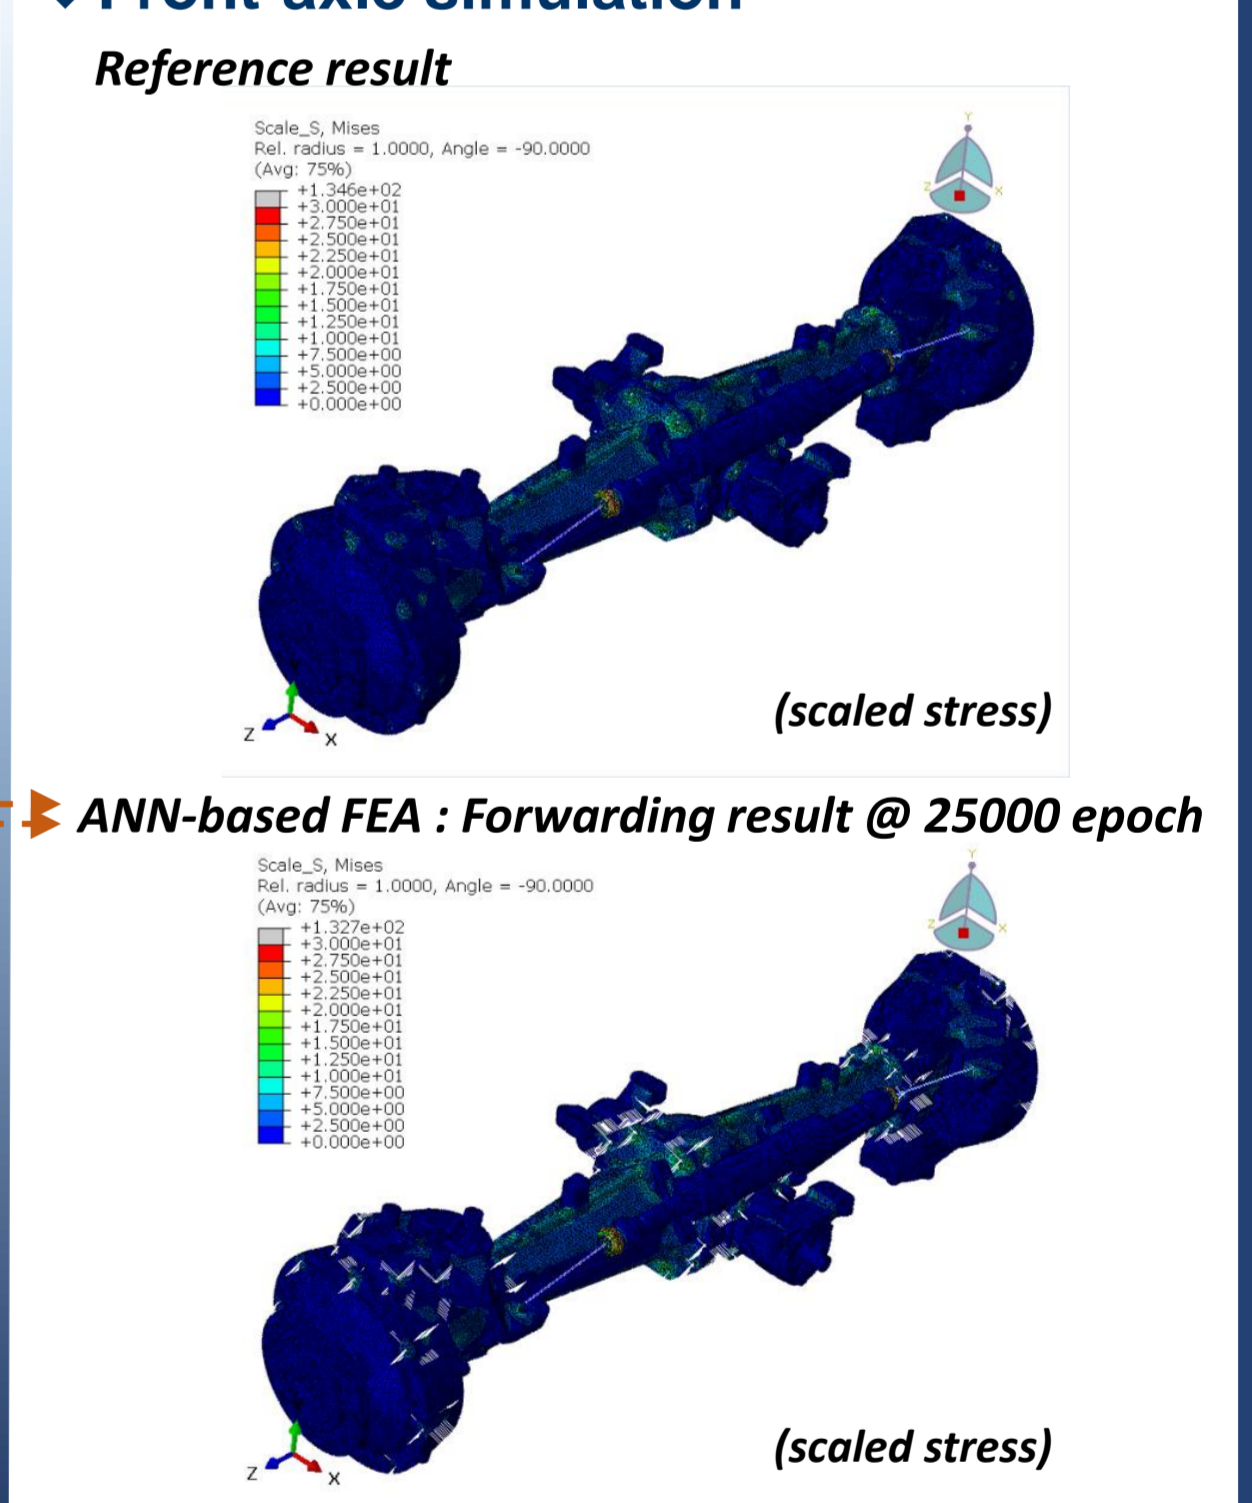 Front axle simulation
Reference result
Scale_S, Mises
Rel. radius = 1.0000, Angle = -90.0000
(Avg: 75%)
+1.346e+02
+3.000e+01
+2.750e+01
+2.500e+01
+2.250e+01
+2.000e+01
+1.750e+01
+1.500e+01
+1.250e+01
+1.000e+01
+7.500e+00
+5.000e+00
+2.500e+00
+0.000e+00
Y
Z
X
(scaled stress)
Z
X
ANN-based FEA : Forwarding result @ 25000 epoch
Scale_S, Mises
Rel. radius = 1.0000, Angle = -90.0000
(Avg: 75%)
+1.327e+02
+3.000e+01
+2.750e+01
+2.500e+01
+2.250e+01
+2.000e+01
+1.750e+01
+1.500e+01
+1.250e+01
+1.000e+01
+7.500e+00
+5.000e+00
+2.500e+00
+0.000e+00
Y
Z
X
(scaled stress)
Z
X